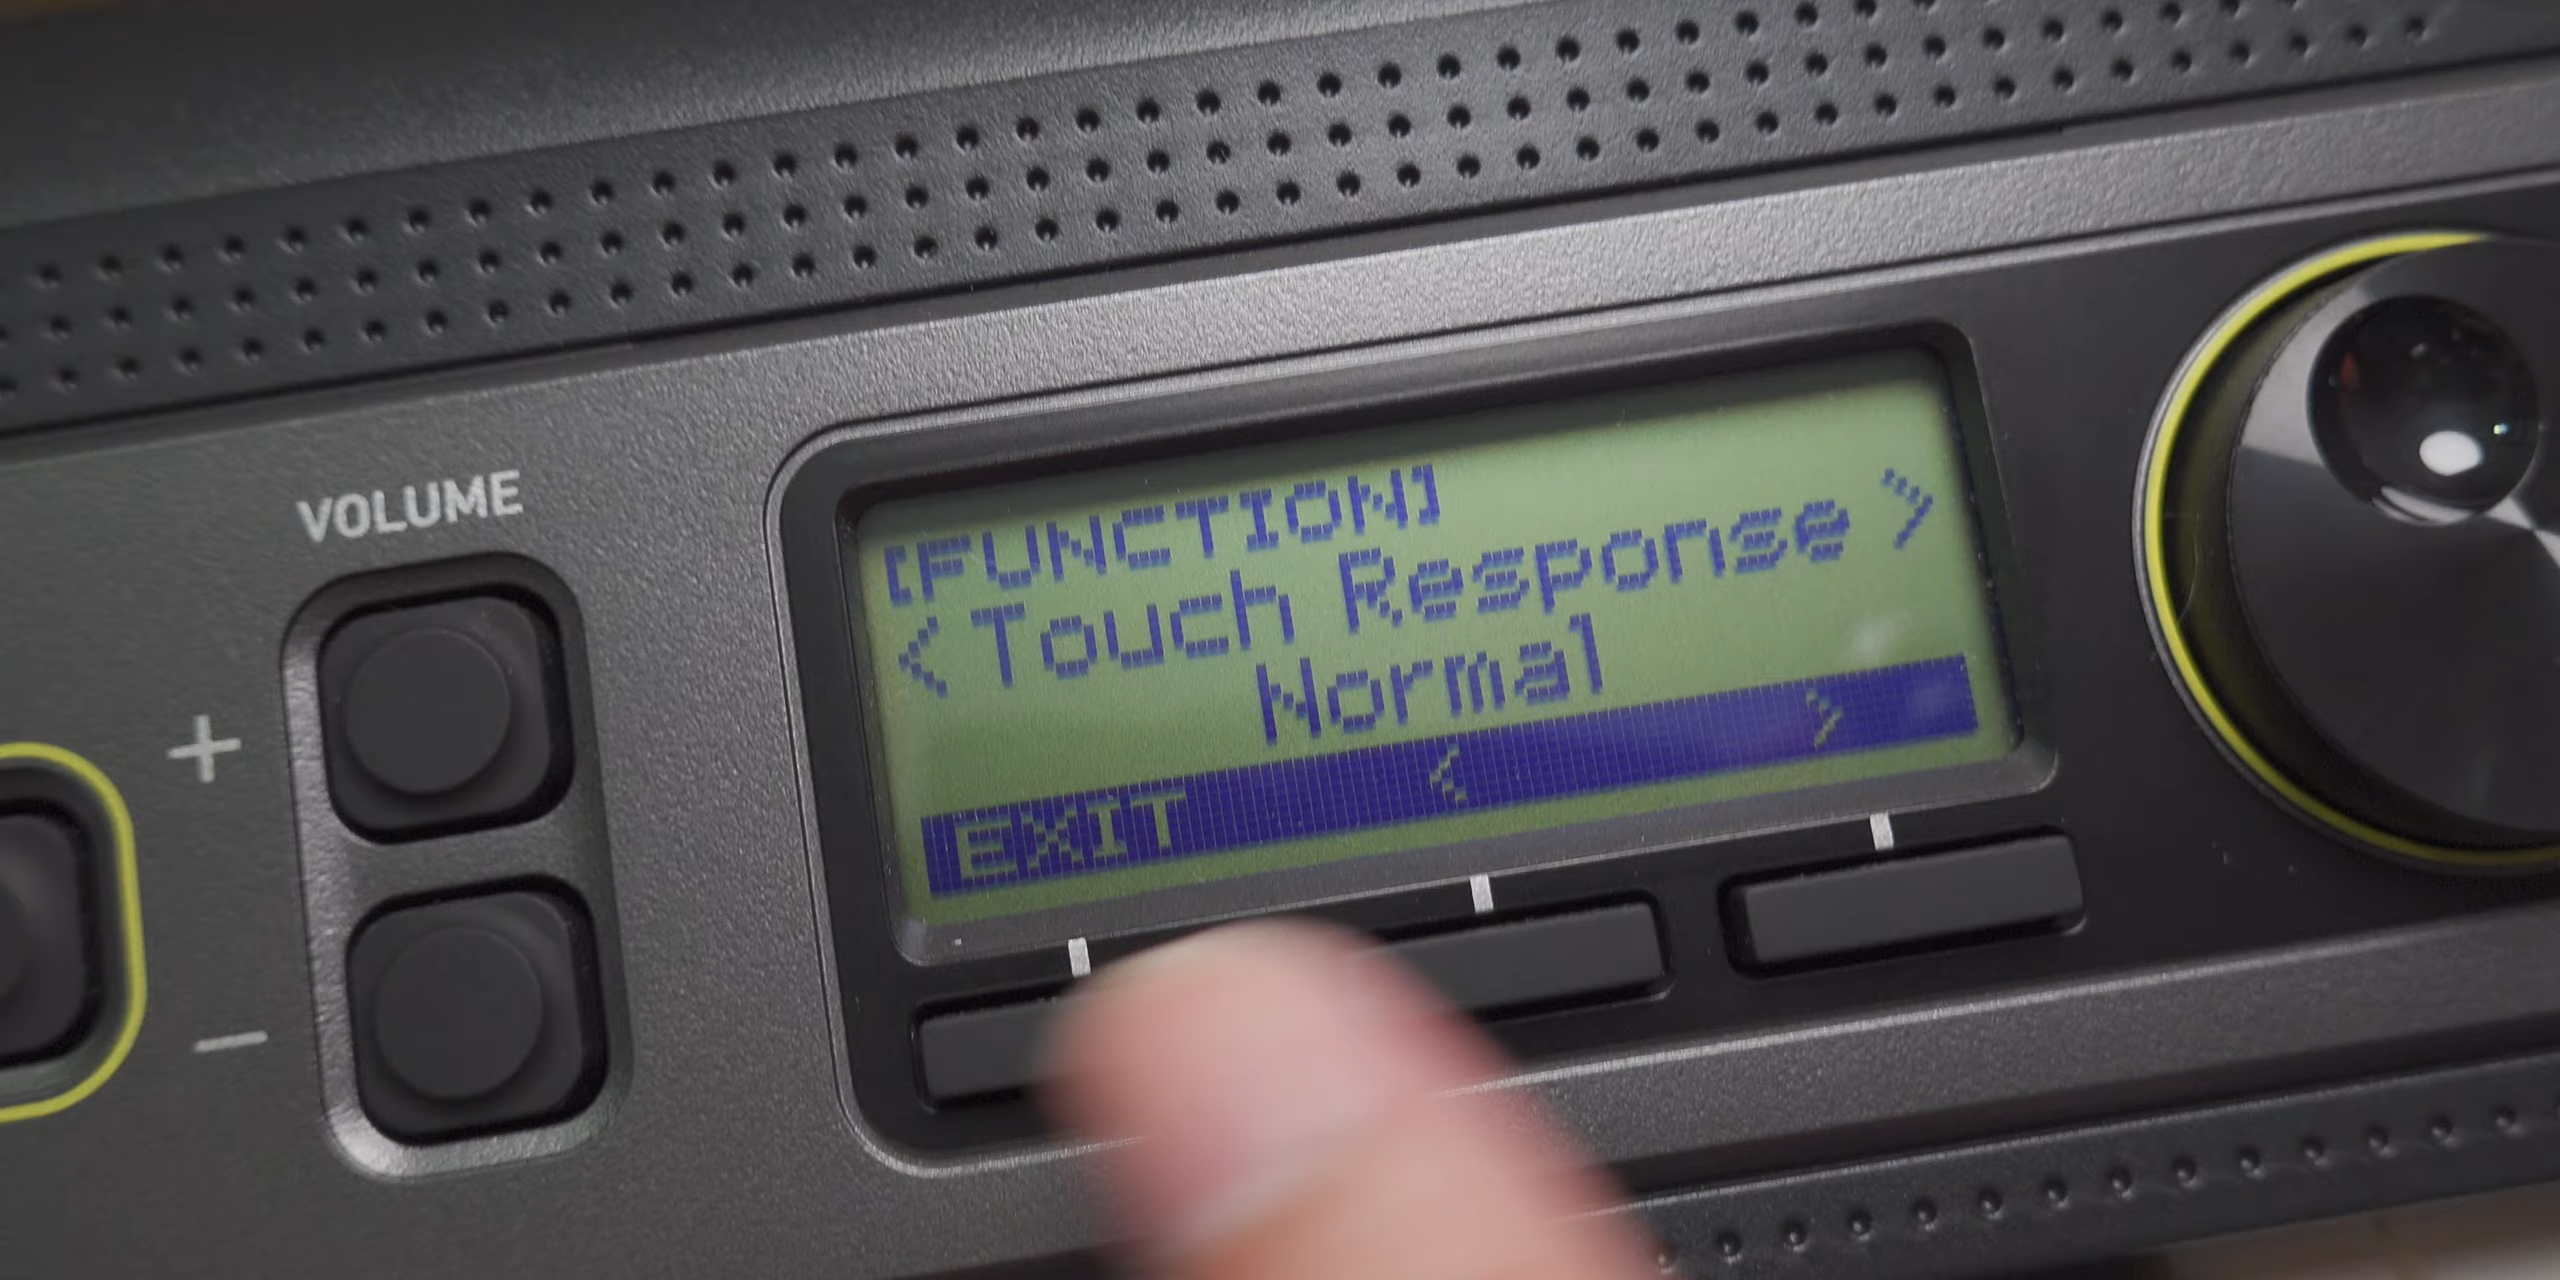 VOLUME
+
−
[FUNCTION]
<Touch Response>
Normal
EXIT < >